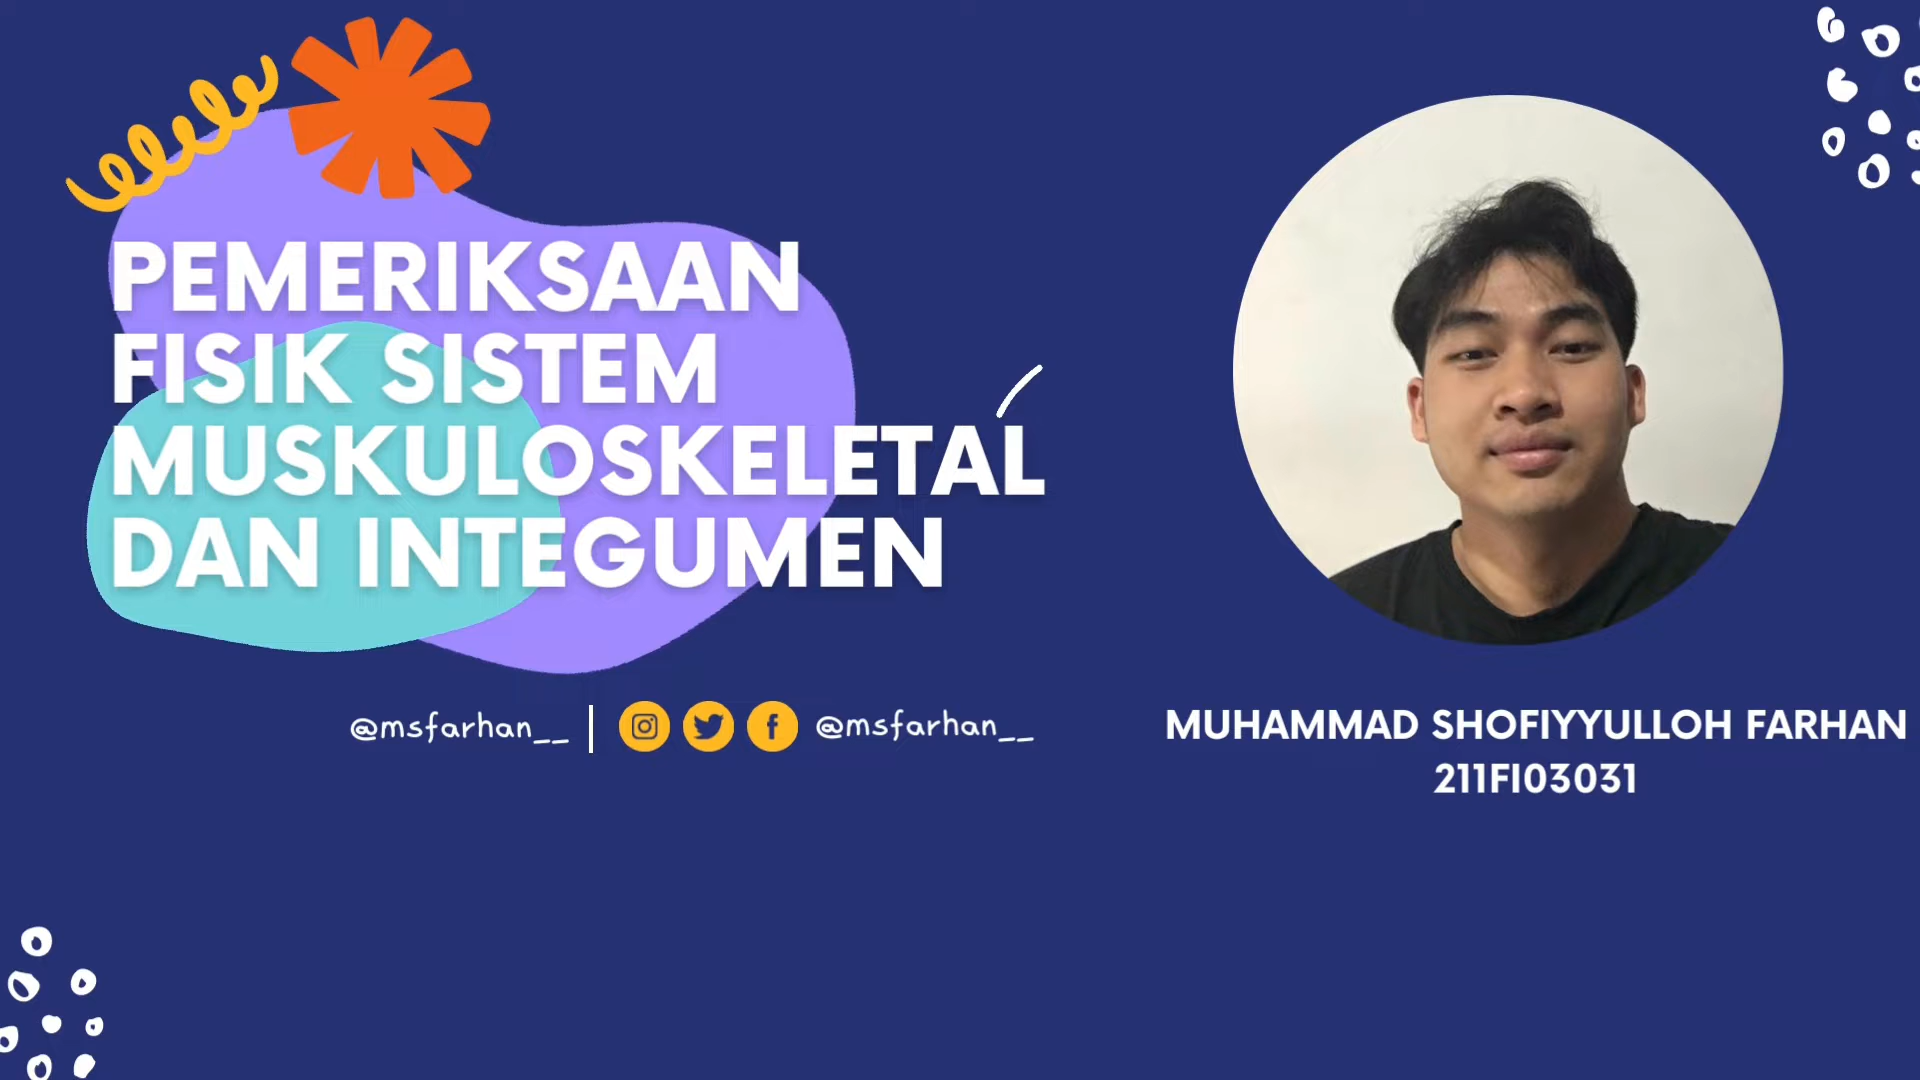 PEMERIKSAAN
FISIK SISTEM
MUSKULOSKELETAL
DAN INTEGUMEN
@msfarhan__ | @msfarhan__
MUHAMMAD SHOFIYYULLOH FARHAN
211FI03031